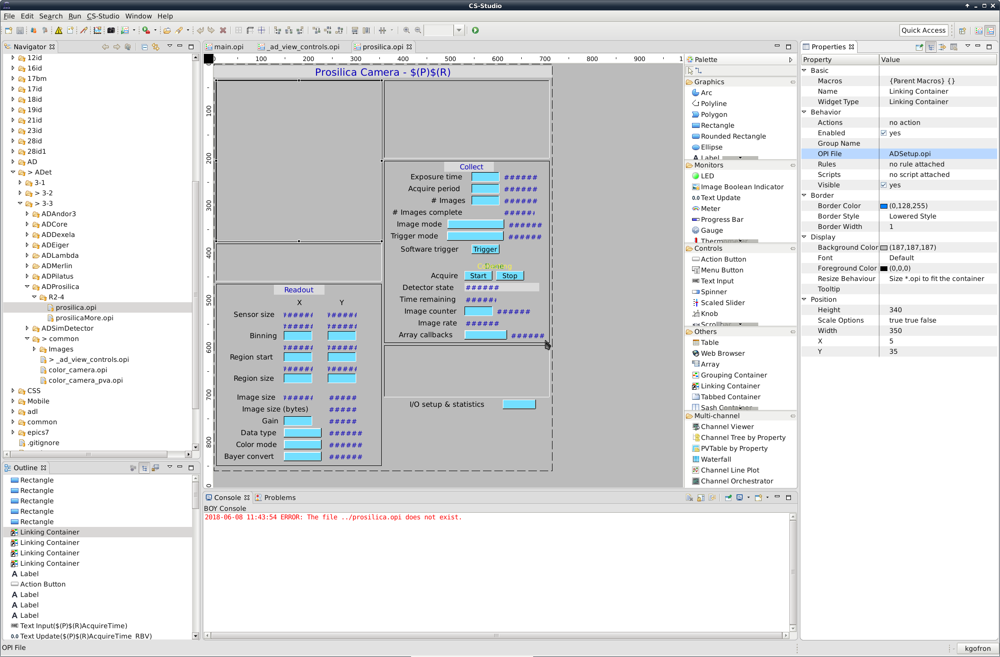 CS-Studio
File Edit Search Run CS-Studio Window Help
Quick Access
Navigator
12id
16id
17bm
17id
18id
19id
21id
23id
28id
28id1
AD
> ADet
3-1
> 3-2
> 3-3
ADAndor3
ADCore
ADDexela
ADEiger
ADLambda
ADMerlin
ADPilatus
ADProsilica
R2-4
prosilica.opi
prosilicaMore.opi
ADSimDetector
> common
Images
> _ad_view_controls.opi
color_camera.opi
color_camera_pva.opi
CSS
Mobile
adl
common
epics7
.gitignore
Outline
Rectangle
Rectangle
Rectangle
Rectangle
Rectangle
Linking Container
Linking Container
Linking Container
Linking Container
Label
Action Button
Label
Label
Label
Text Input($(P)$(R)AcquireTime)
0.0 Text Update($(P)$(R)AcquireTime_RBV)
OPI File
main.opi _ad_view_controls.opi prosilica.opi
100 200 300 400 500 600 700 800 900 1
100
200
300
400
500
600
700
800
0
Prosilica Camera - $(P)$(R)
Collect
Exposure time ######
Acquire period ######
# Images ######
# Images complete #####
Image mode ######
Trigger mode ######
Software trigger Trigger
Acquire Start Stop
Detector state ######
Time remaining #####
Image counter ######
Image rate ######
Array callbacks ######
I/O setup & statistics
Readout
X Y
Sensor size ##### #####
##### #####
Binning
##### #####
Region start
##### #####
Region size
Image size ##### #####
Image size (bytes) #####
Gain #####
Data type ######
Color mode ######
Bayer convert ######
Palette
Graphics
Arc
Polyline
Polygon
Rectangle
Rounded Rectangle
Ellipse
Label
Monitors
LED
Image Boolean Indicator
0.0 Text Update
Meter
Progress Bar
Gauge
Thermometer
Controls
Action Button
Menu Button
Text Input
Spinner
Scaled Slider
Knob
Scrollbar
Others
Table
Web Browser
Array
Grouping Container
Linking Container
Tabbed Container
Sash Container
Multi-channel
Channel Viewer
Channel Tree by Property
PVTable by Property
Waterfall
Channel Line Plot
Channel Orchestrator
Console Problems
BOY Console
2018-06-08 11:43:54 ERROR: The file ../prosilica.opi does not exist.
Properties
Property Value
Basic
Macros {Parent Macros} {}
Name Linking Container
Widget Type Linking Container
Behavior
Actions no action
Enabled yes
Group Name
OPI File ADSetup.opi
Rules no rule attached
Scripts no script attached
Visible yes
Border
Border Color (0,128,255)
Border Style Lowered Style
Border Width 1
Display
Background Color (187,187,187)
Font Default
Foreground Color (0,0,0)
Resize Behaviour Size *.opi to fit the container
Tooltip
Position
Height 340
Scale Options true true false
Width 350
X 5
Y 35
kgofron